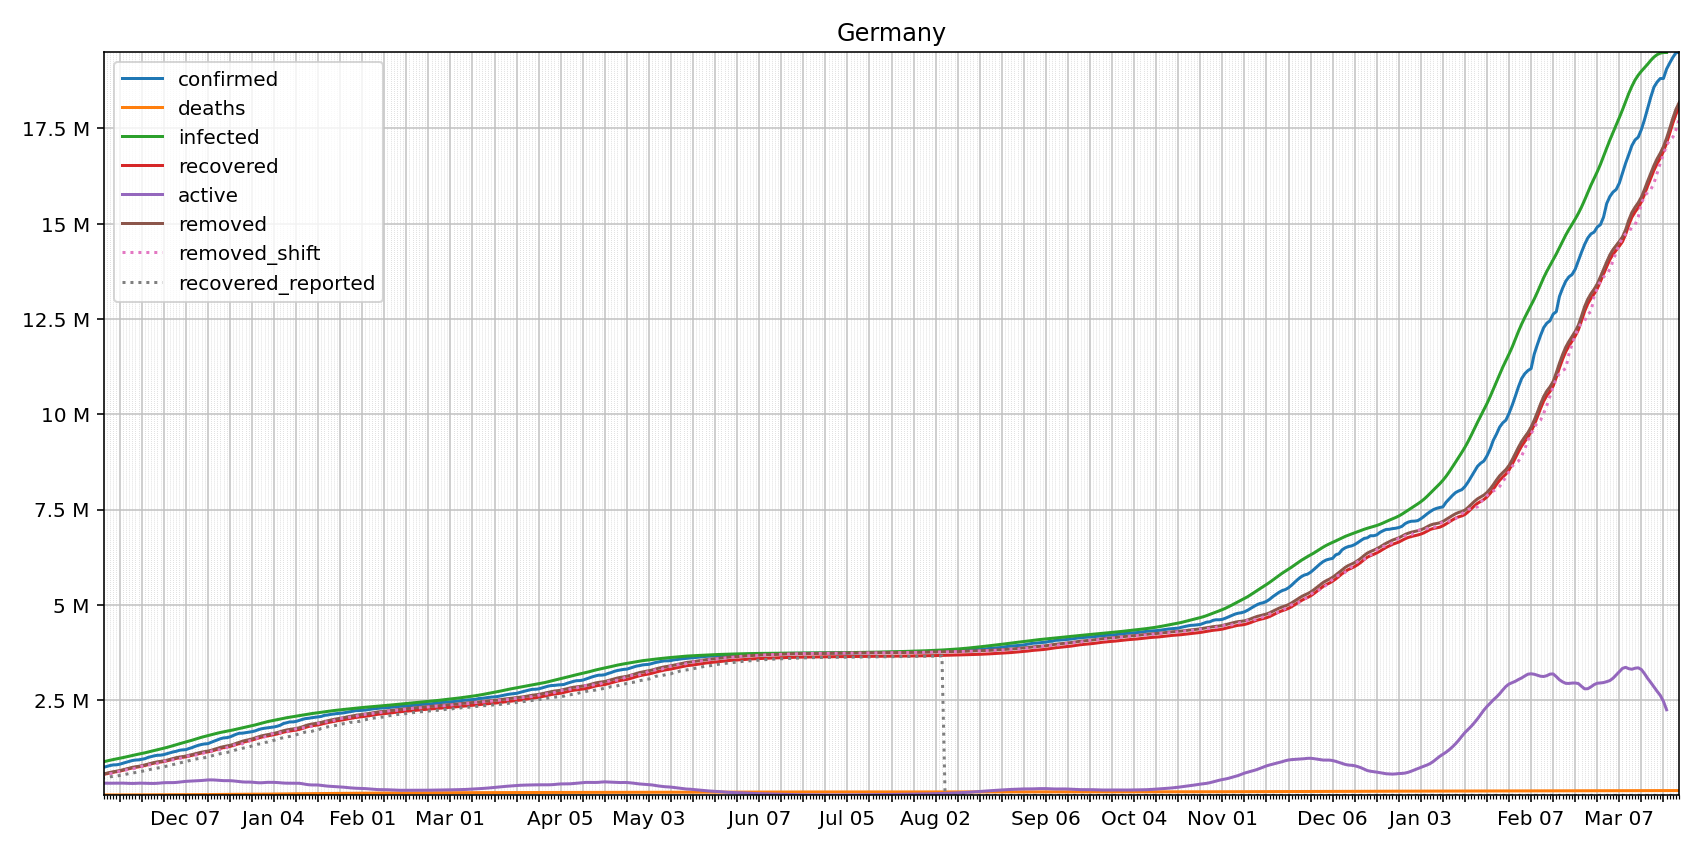 Germany
confirmed
deaths
infected
recovered
active
removed
removed_shift
recovered_reported
17.5 M
15 M
12.5 M
10 M
7.5 M
5 M
2.5 M
Dec 07 Jan 04 Feb 01 Mar 01 Apr 05 May 03 Jun 07 Jul 05 Aug 02 Sep 06 Oct 04 Nov 01 Dec 06 Jan 03 Feb 07 Mar 07